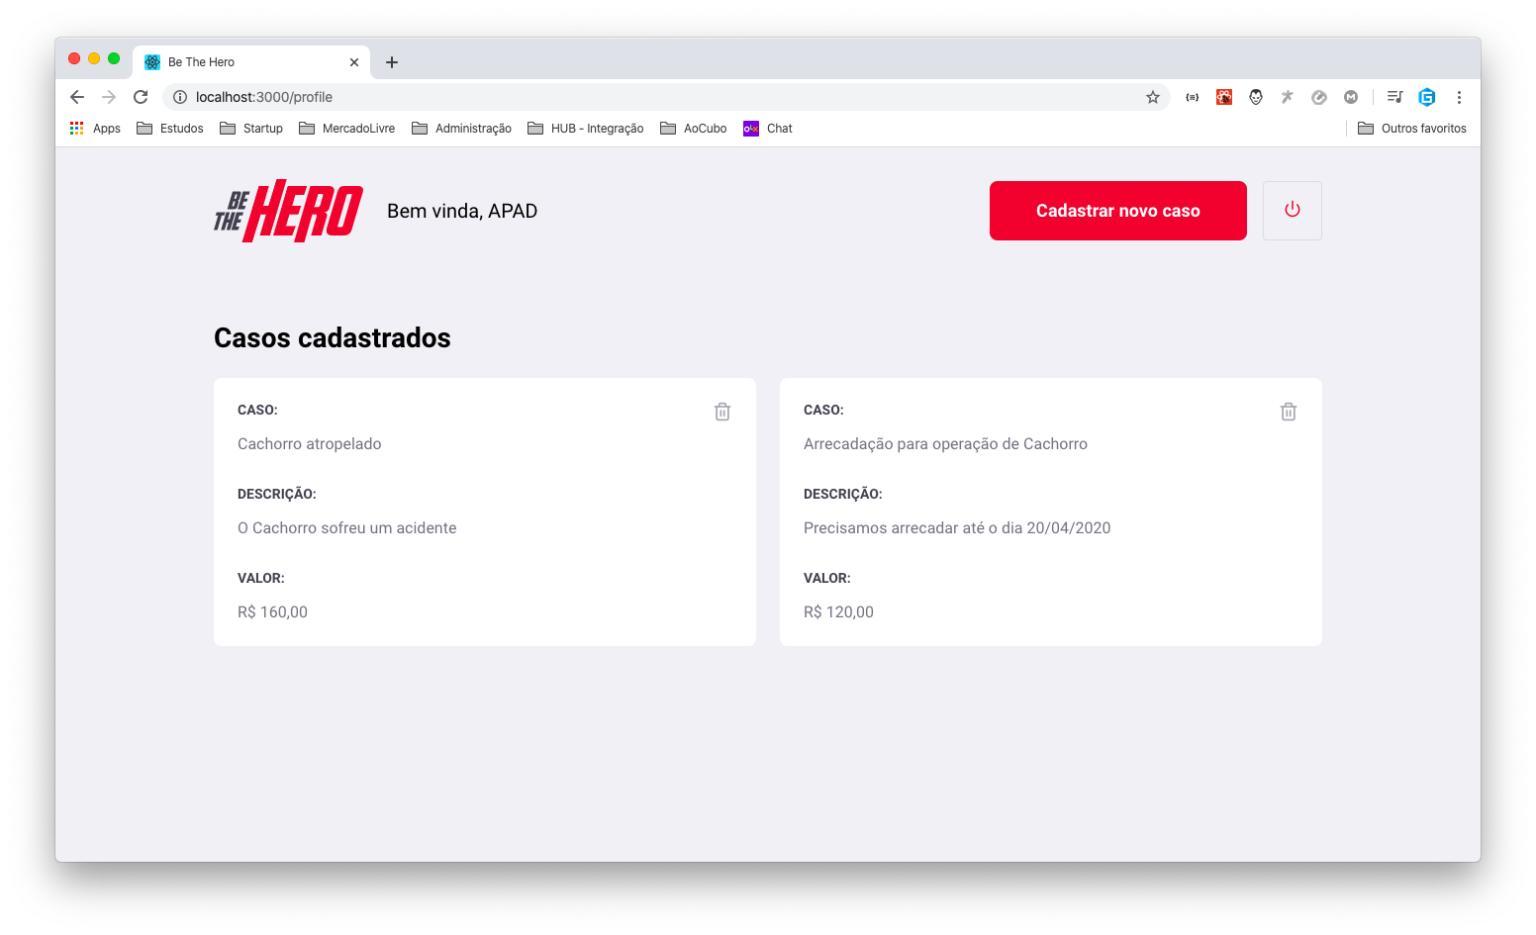 Be The Hero
localhost:3000/profile
Apps Estudos Startup MercadoLivre Administração HUB - Integração AoCubo olx Chat Outros favoritos
BE THE HERO Bem vinda, APAD Cadastrar novo caso
Casos cadastrados
CASO:
Cachorro atropelado
DESCRIÇÃO:
O Cachorro sofreu um acidente
VALOR:
R$ 160,00
CASO:
Arrecadação para operação de Cachorro
DESCRIÇÃO:
Precisamos arrecadar até o dia 20/04/2020
VALOR:
R$ 120,00